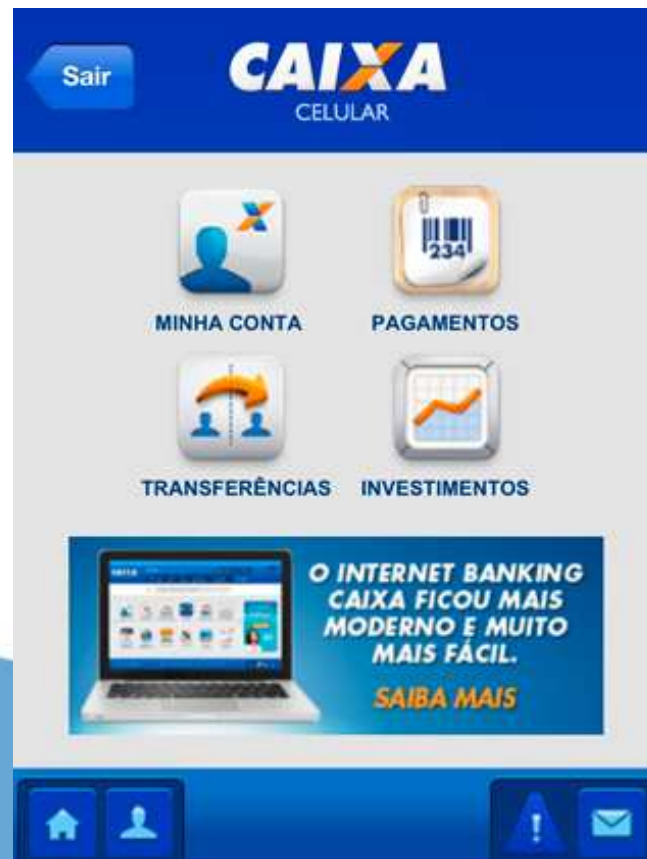 Sair
CAIXA
CELULAR
234
MINHA CONTA
PAGAMENTOS
TRANSFERÊNCIAS
INVESTIMENTOS
O INTERNET BANKING
CAIXA FICOU MAIS
MODERNO E MUITO
MAIS FÁCIL.
SAIBA MAIS